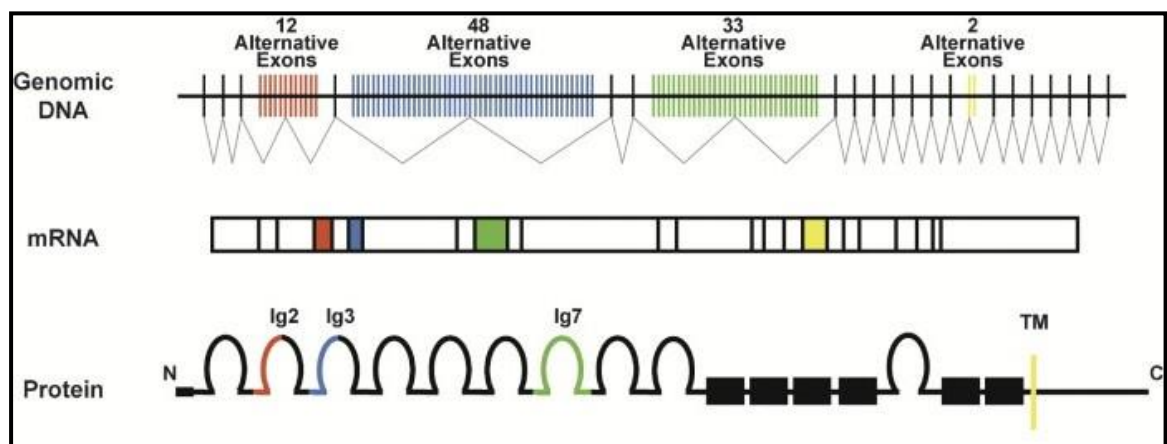 12
Alternative
Exons
48
Alternative
Exons
33
Alternative
Exons
2
Alternative
Exons
Genomic
DNA
mRNA
Ig2
Ig3
Ig7
TM
N
C
Protein